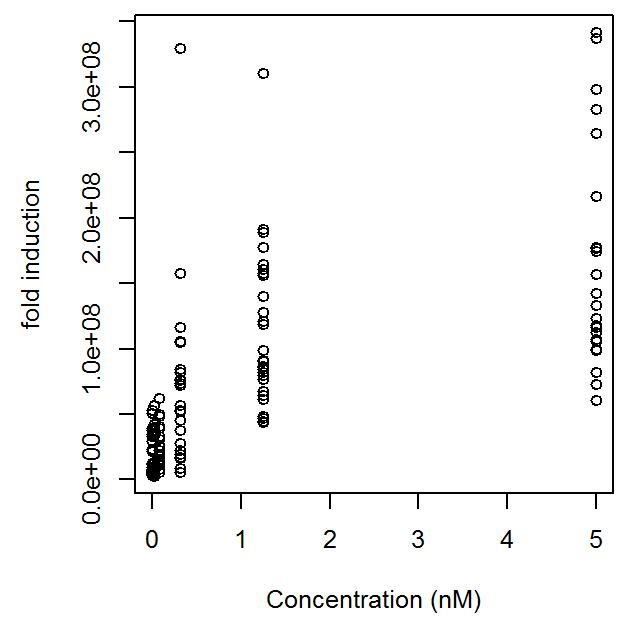 fold induction
3.0e+08
2.0e+08
1.0e+08
0.0e+00
0 1 2 3 4 5
Concentration (nM)